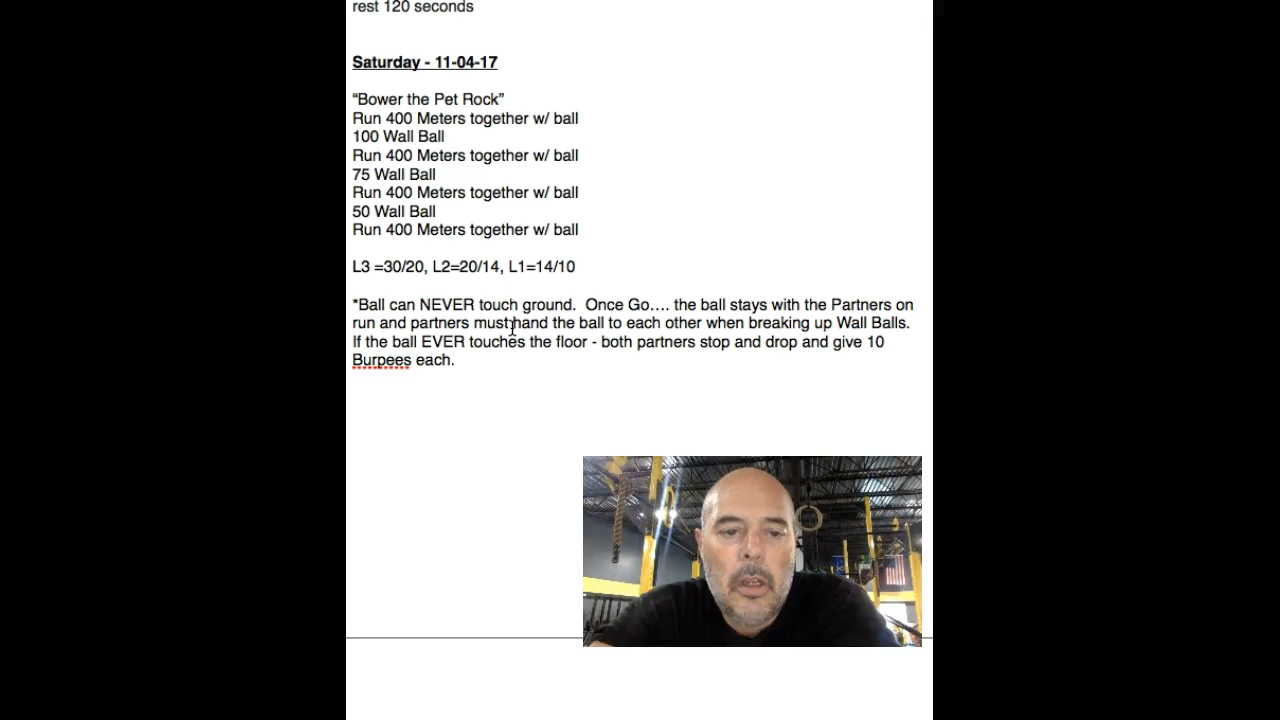 rest 120 seconds
Saturday - 11-04-17
“Bower the Pet Rock”
Run 400 Meters together w/ ball
100 Wall Ball
Run 400 Meters together w/ ball
75 Wall Ball
Run 400 Meters together w/ ball
50 Wall Ball
Run 400 Meters together w/ ball
L3 =30/20, L2=20/14, L1=14/10
*Ball can NEVER touch ground.  Once Go.... the ball stays with the Partners on
run and partners must hand the ball to each other when breaking up Wall Balls.
If the ball EVER touches the floor - both partners stop and drop and give 10
Burpees each.